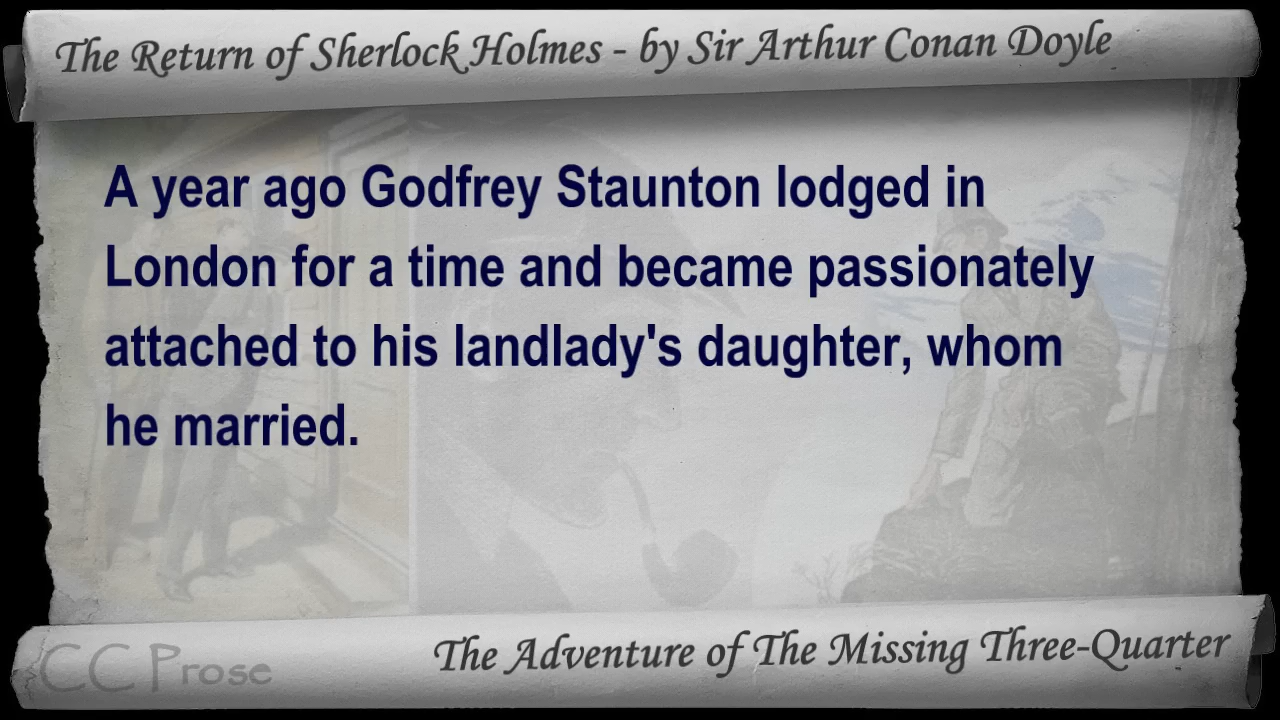 The Return of Sherlock Holmes - by Sir Arthur Conan Doyle
A year ago Godfrey Staunton lodged in
London for a time and became passionately
attached to his landlady's daughter, whom
he married.
The Adventure of The Missing Three-Quarter
CC Prose